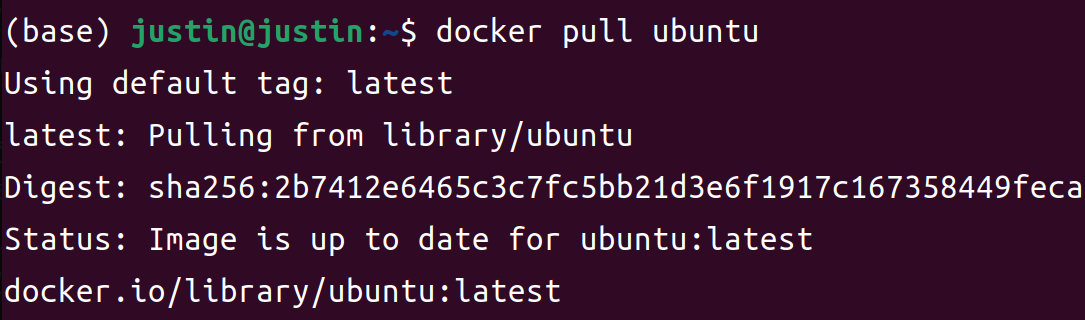 (base) justin@justin:~$ docker pull ubuntu
Using default tag: latest
latest: Pulling from library/ubuntu
Digest: sha256:2b7412e6465c3c7fc5bb21d3e6f1917c167358449feca
Status: Image is up to date for ubuntu:latest
docker.io/library/ubuntu:latest